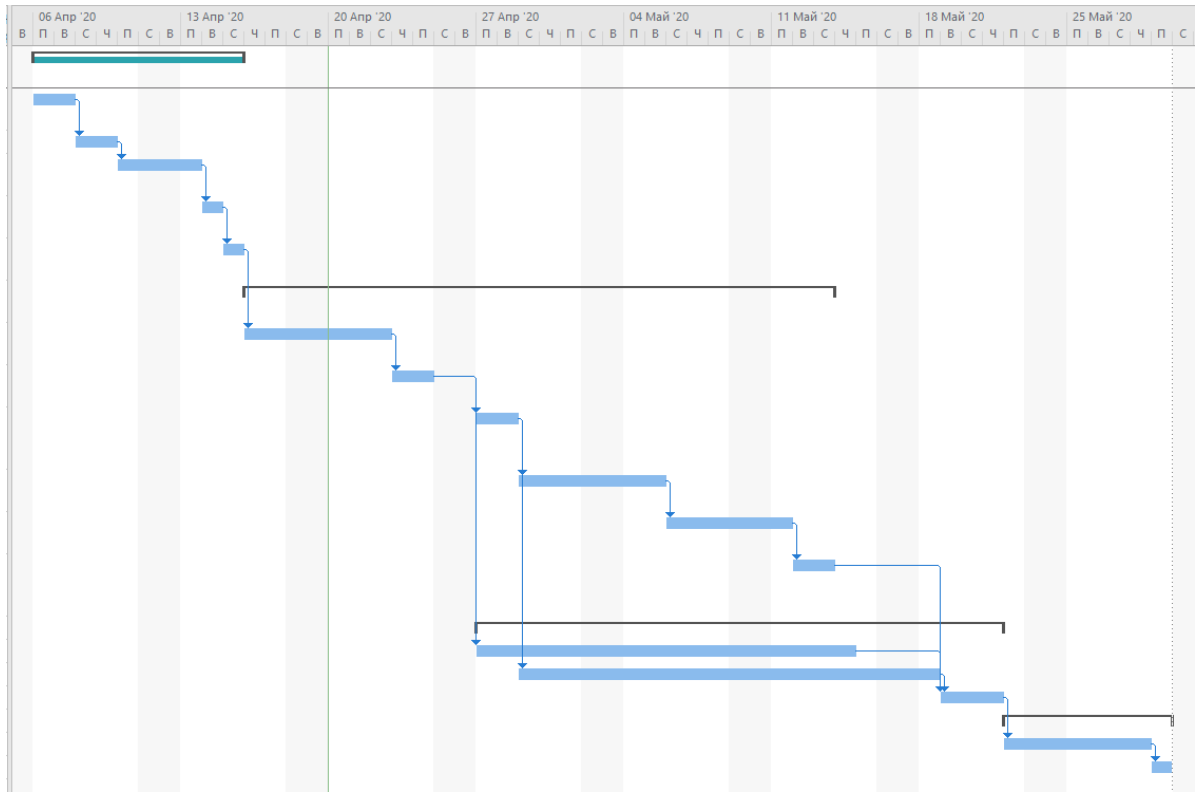 06 Апр '20 13 Апр '20 20 Апр '20 27 Апр '20 04 Май '20 11 Май '20 18 Май '20 25 Май '20
В П В С Ч П С В П В С Ч П С В П В С Ч П С В П В С Ч П С В П В С Ч П С В П В С Ч П С В П В С Ч П С В П В С Ч П С